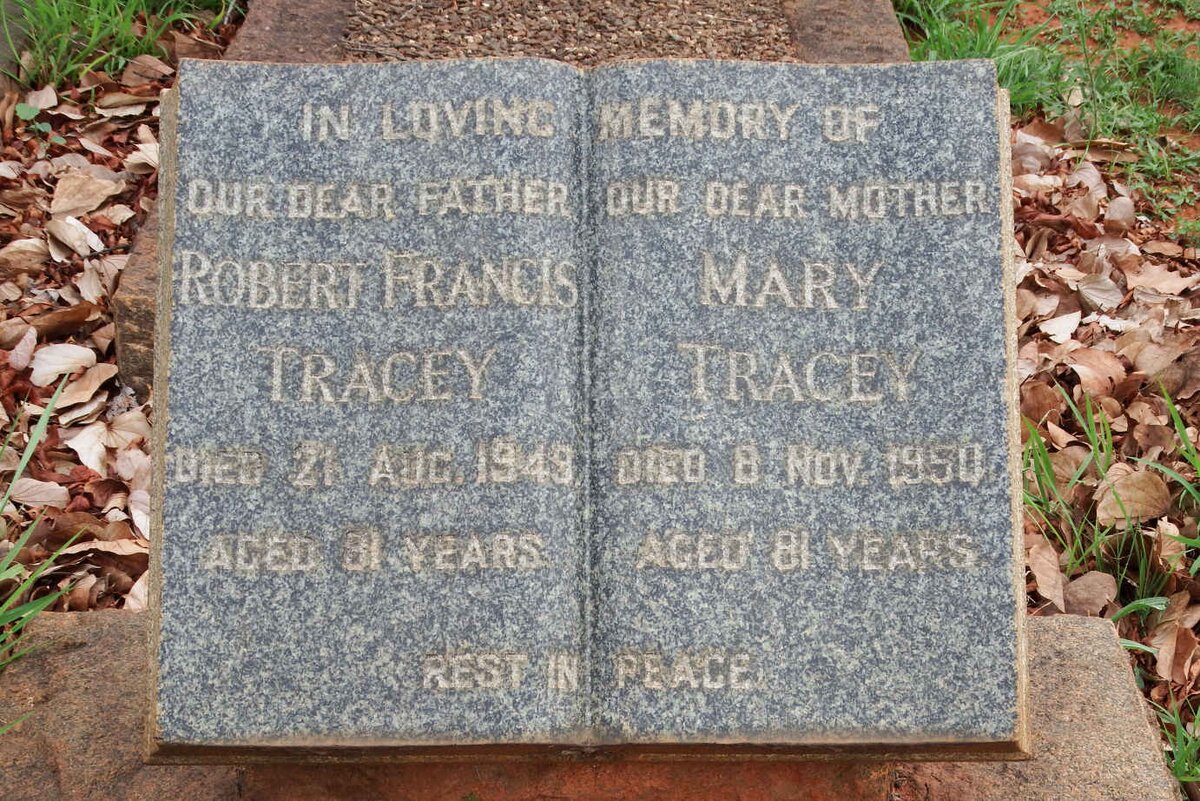 IN LOVING MEMORY OF
OUR DEAR FATHER
ROBERT FRANCIS
TRACEY
DIED 21 AUG. 1949
AGED 81 YEARS
OUR DEAR MOTHER
MARY
TRACEY
DIED 8 NOV. 1950.
AGED 81 YEARS.
REST IN PEACE.